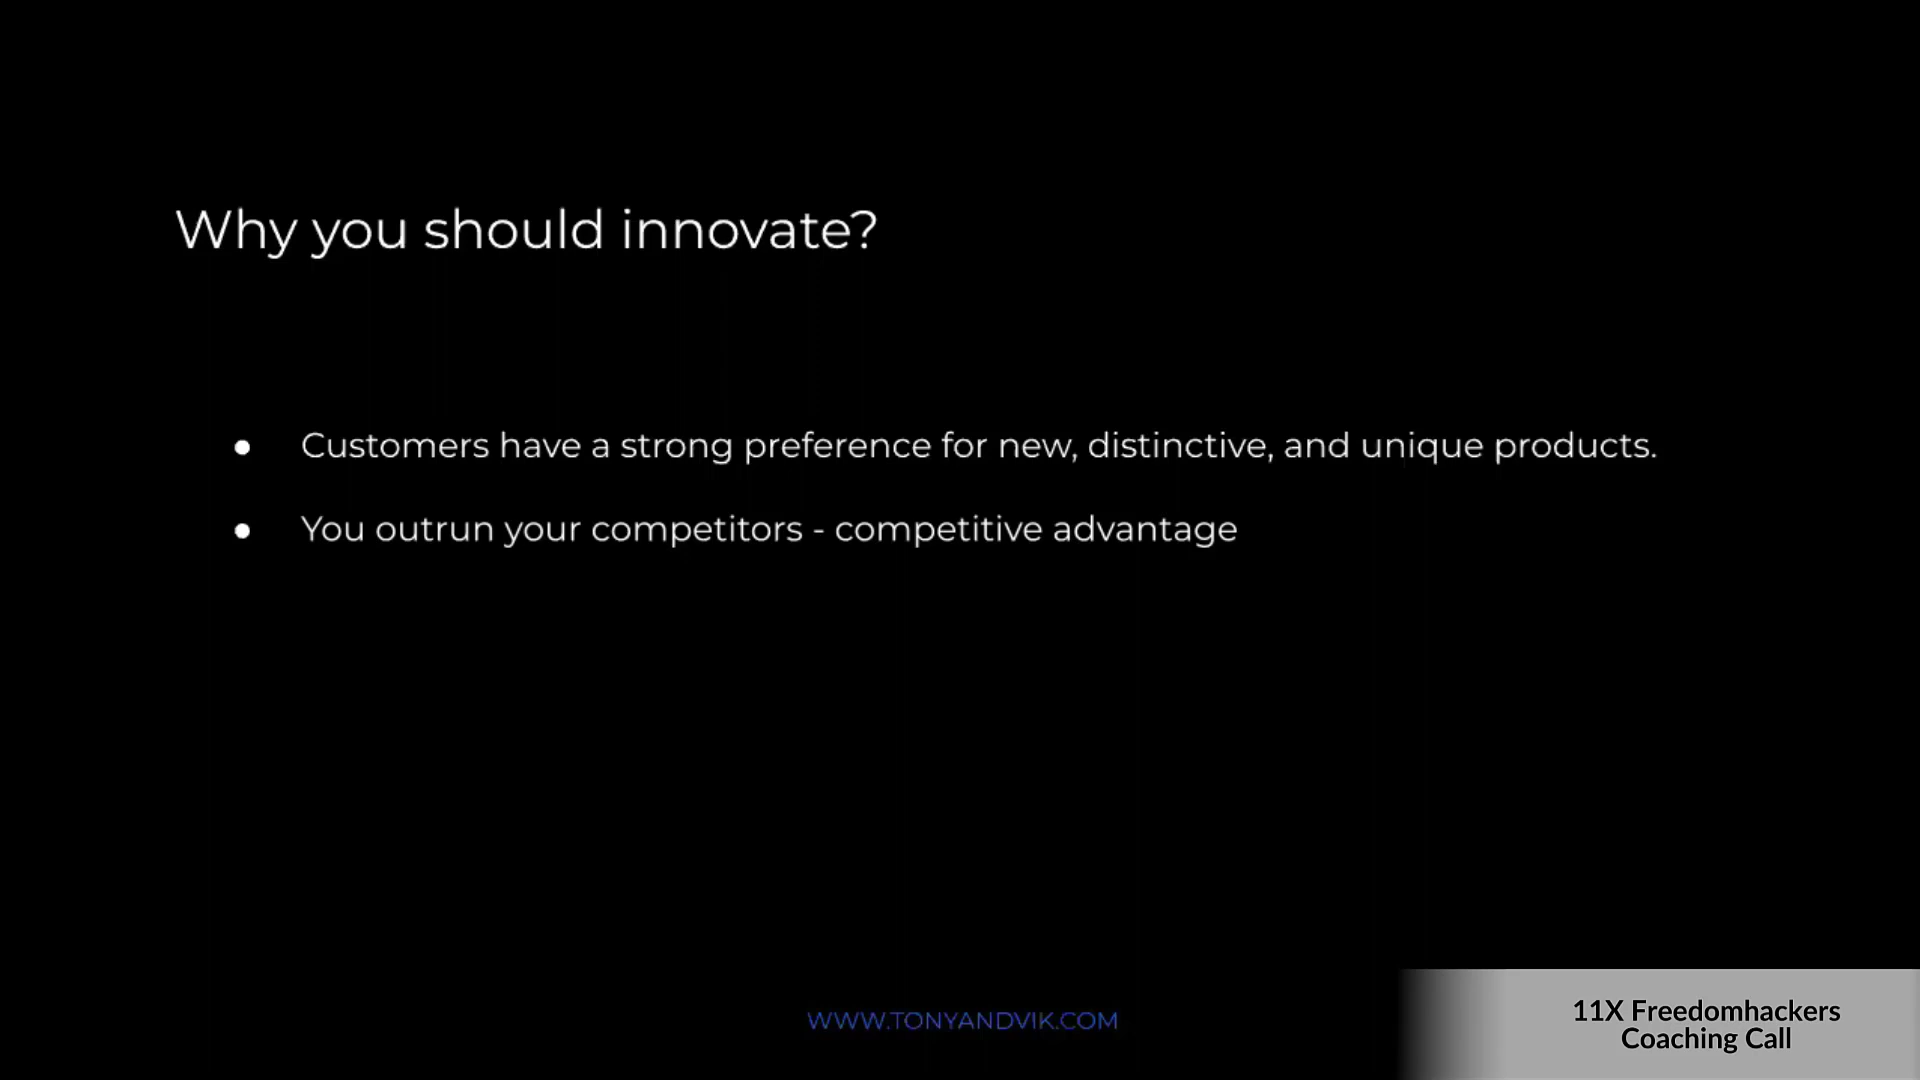 Why you should innovate?
● Customers have a strong preference for new, distinctive, and unique products.
● You outrun your competitors - competitive advantage
WWW.TONYANDVIK.COM
11X Freedomhackers
Coaching Call